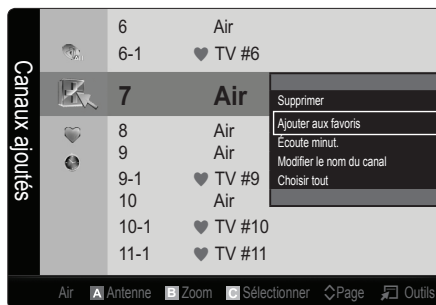 Canaux ajoutés
6 Air
6-1 ♥ TV #6
7 Air
8 Air
9 Air
9-1 ♥ TV #9
10 Air
10-1 ♥ TV #10
11-1 ♥ TV #11
Supprimer
Ajouter aux favoris
Écoute minut.
Modifier le nom du canal
Choisir tout
Air A Antenne B Zoom C Sélectionner Page Outils